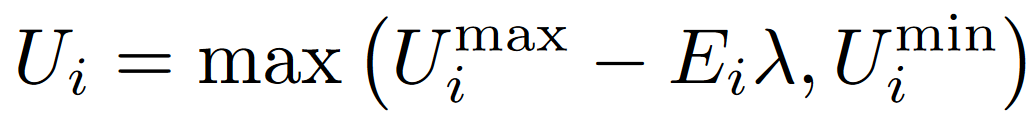 U_i = max (U_i^max − E_i λ, U_i^min)